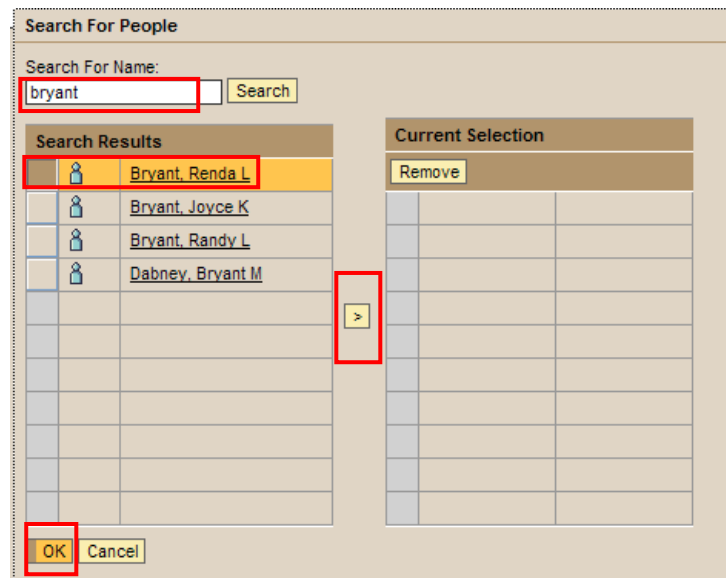 Search For People
Search For Name:
bryant Search
Search Results
Bryant, Renda L
Bryant, Joyce K
Bryant, Randy L
Dabney, Bryant M
>
Current Selection
Remove
OK Cancel